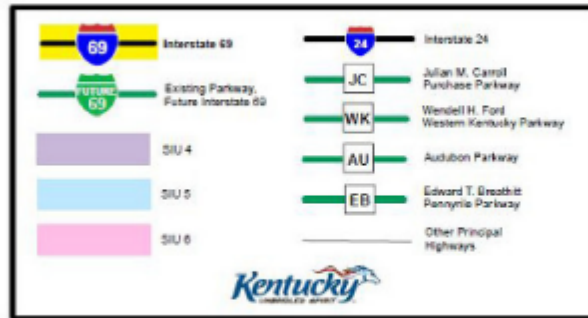 69
Interstate 69
FUTURE
69
Existing Parkway,
Future Interstate 69
SIU 4
SIU 5
SIU 6
24
Interstate 24
JC
Julian M. Carroll
Purchase Parkway
WK
Wendell H. Ford
Western Kentucky Parkway
AU
Audubon Parkway
EB
Edward T. Breathitt
Pennyrile Parkway
Other Principal
Highways
Kentucky
UNBRIDLED SPIRIT